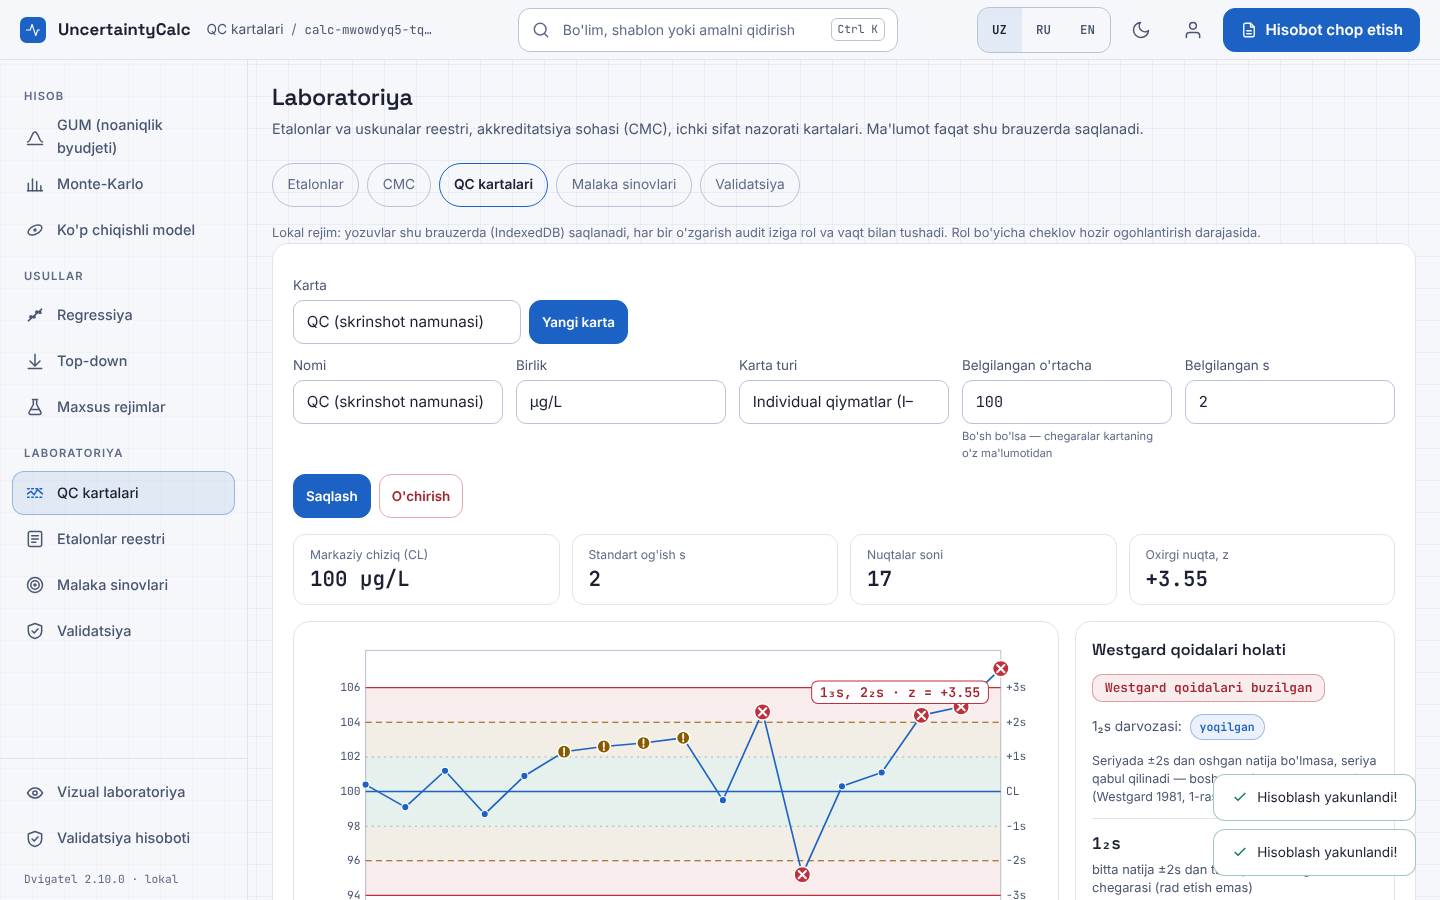 UncertaintyCalc
QC kartalari / calc-mwowdyq5-tq…
Bo'lim, shablon yoki amalni qidirish
Ctrl K
UZ RU EN
Hisobot chop etish
HISOB
GUM (noaniqlik
byudjeti)
Monte-Karlo
Ko'p chiqishli model
USULLAR
Regressiya
Top-down
Maxsus rejimlar
LABORATORIYA
QC kartalari
Etalonlar reestri
Malaka sinovlari
Validatsiya
Vizual laboratoriya
Validatsiya hisoboti
Dvigatel 2.10.0 · lokal
Laboratoriya
Etalonlar va uskunalar reestri, akkreditatsiya sohasi (CMC), ichki sifat nazorati kartalari. Ma'lumot faqat shu brauzerda saqlanadi.
Etalonlar
CMC
QC kartalari
Malaka sinovlari
Validatsiya
Lokal rejim: yozuvlar shu brauzerda (IndexedDB) saqlanadi, har bir o'zgarish audit iziga rol va vaqt bilan tushadi. Rol bo'yicha cheklov hozir ogohlantirish darajasida.
Karta
QC (skrinshot namunasi)
Yangi karta
Nomi
Birlik
Karta turi
Belgilangan o'rtacha
Belgilangan s
QC (skrinshot namunasi)
µg/L
Individual qiymatlar (I–
100
2
Bo'sh bo'lsa — chegaralar kartaning
o'z ma'lumotidan
Saqlash
O'chirish
Markaziy chiziq (CL)
100 µg/L
Standart og'ish s
2
Nuqtalar soni
17
Oxirgi nuqta, z
+3.55
106
104
102
100
98
96
94
1₃s, 2₂s · z = +3.55
+3s
+2s
+1s
CL
-1s
-2s
-3s
Westgard qoidalari holati
Westgard qoidalari buzilgan
1₂s darvozasi: yoqilgan
Seriyada ±2s dan oshgan natija bo'lmasa, seriya
qabul qilinadi —
(Westgard 1981,
Hisoblash yakunlandi!
1₂s
Hisoblash yakunlandi!
bitta natija ±2s dan
chegarasi (rad etish emas)